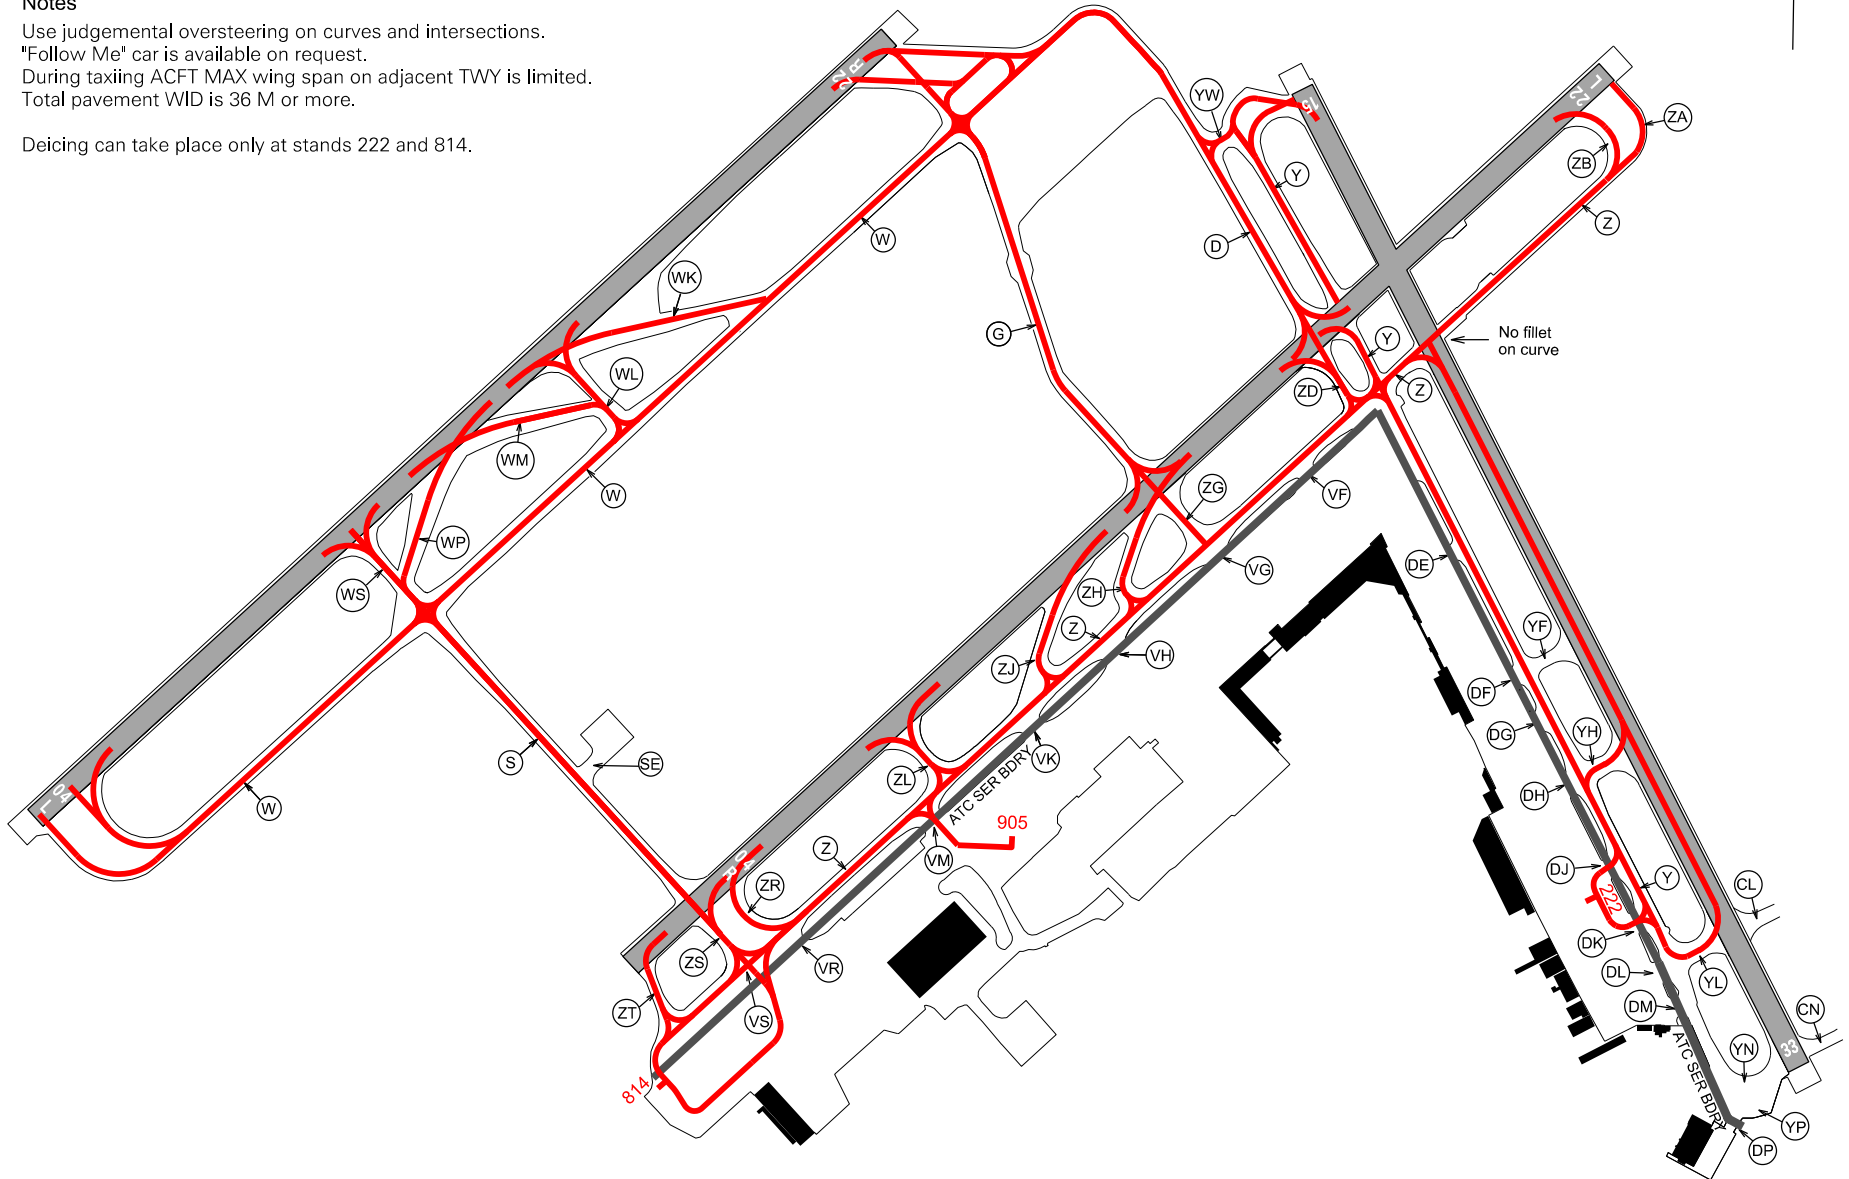 Notes
Use judgemental oversteering on curves and intersections.
"Follow Me" car is available on request.
During taxiing ACFT MAX wing span on adjacent TWY is limited.
Total pavement WID is 36 M or more.
Deicing can take place only at stands 222 and 814.
22 R
15
22 L
YW
ZA
ZB
Y
Z
D
W
WK
G
No fillet
on curve
Y
Z
ZD
WL
WM
W
ZG
VF
WP
WS
VG
DE
ZH
Z
VH
YF
ZJ
DF
DG
YH
S
SE
VK
ZL
DH
04 L
W
ATC SER BDRY
905
VM
Z
04 R
ZR
DJ
Y
222
CL
DK
ZS
VR
DL
YL
ZT
VS
DM
CN
33
YN
ATC SER BDRY
814
YP
DP